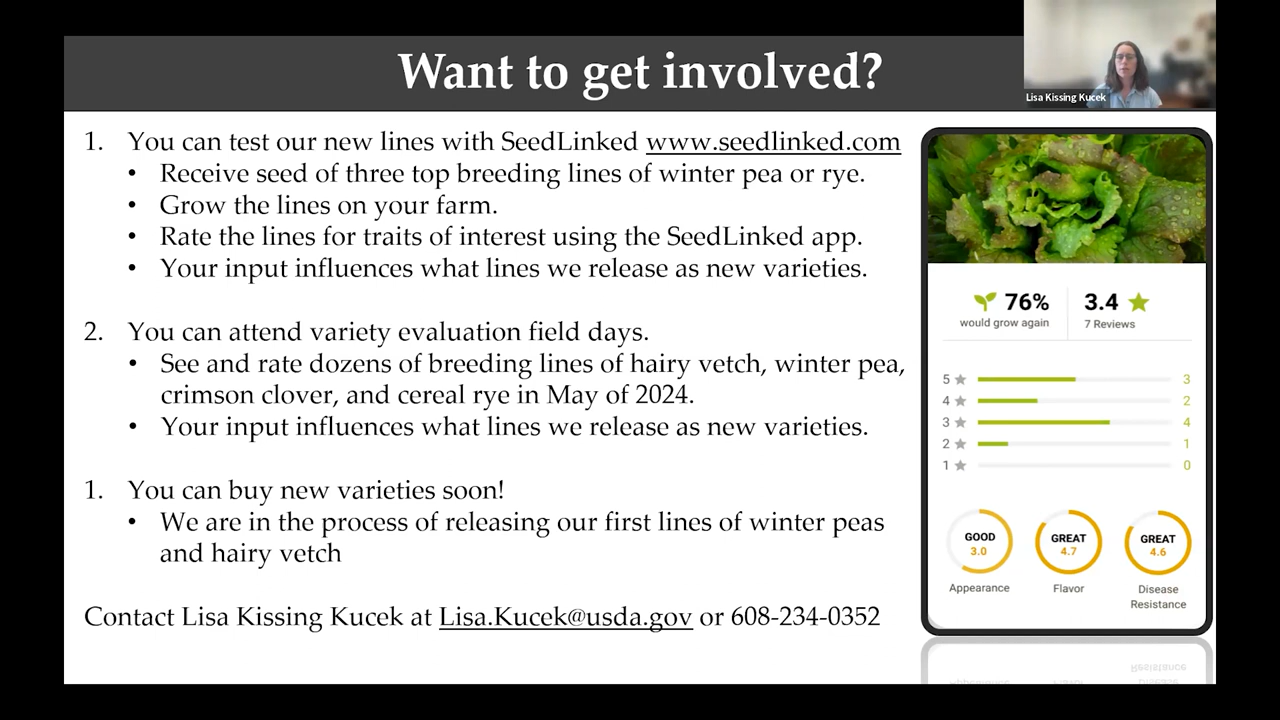 Want to get involved?
Lisa Kissing Kucek
1. You can test our new lines with SeedLinked www.seedlinked.com
• Receive seed of three top breeding lines of winter pea or rye.
• Grow the lines on your farm.
• Rate the lines for traits of interest using the SeedLinked app.
• Your input influences what lines we release as new varieties.
2. You can attend variety evaluation field days.
• See and rate dozens of breeding lines of hairy vetch, winter pea,
crimson clover, and cereal rye in May of 2024.
• Your input influences what lines we release as new varieties.
1. You can buy new varieties soon!
• We are in the process of releasing our first lines of winter peas
and hairy vetch
Contact Lisa Kissing Kucek at Lisa.Kucek@usda.gov or 608-234-0352
76%
would grow again
3.4
7 Reviews
5 3
4 2
3 4
2 1
1 0
GOOD
3.0
Appearance
GREAT
4.7
Flavor
GREAT
4.6
Disease
Resistance